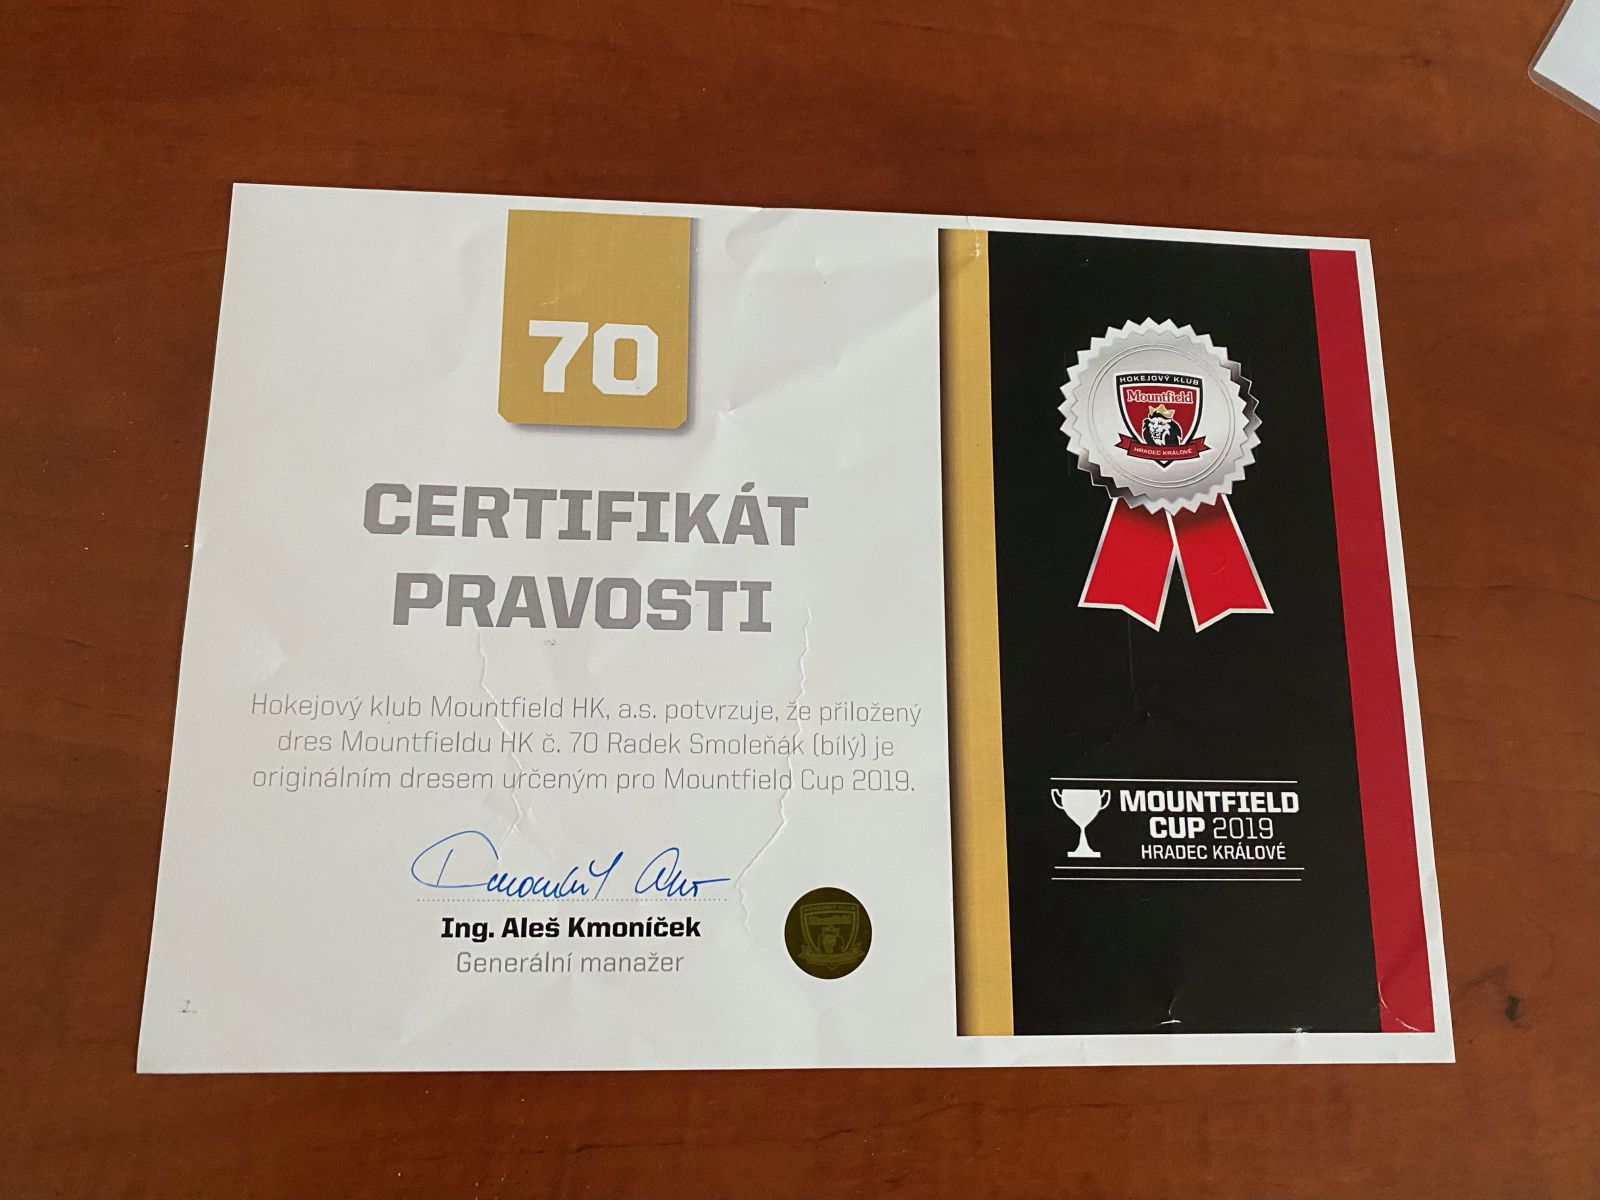 70
CERTIFIKÁT
PRAVOSTI
Hokejový klub Mountfield HK, a.s. potvrzuje, že přiložený
dres Mountfieldu HK č. 70 Radek Smoleňák (bílý) je
originálním dresem určeným pro Mountfield Cup 2019.
Ing. Aleš Kmoníček
Generální manažer
HOKEJOVÝ KLUB
Mountfield
HRADEC KRÁLOVÉ
MOUNTFIELD
CUP 2019
HRADEC KRÁLOVÉ